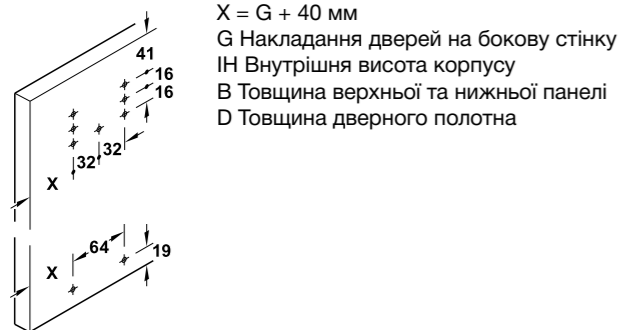 X = G + 40 мм
G Накладання дверей на бокову стінку
IH Внутрішня висота корпусу
B Товщина верхньої та нижньої панелі
D Товщина дверного полотна
41
16
16
32
32
X
64
19
X